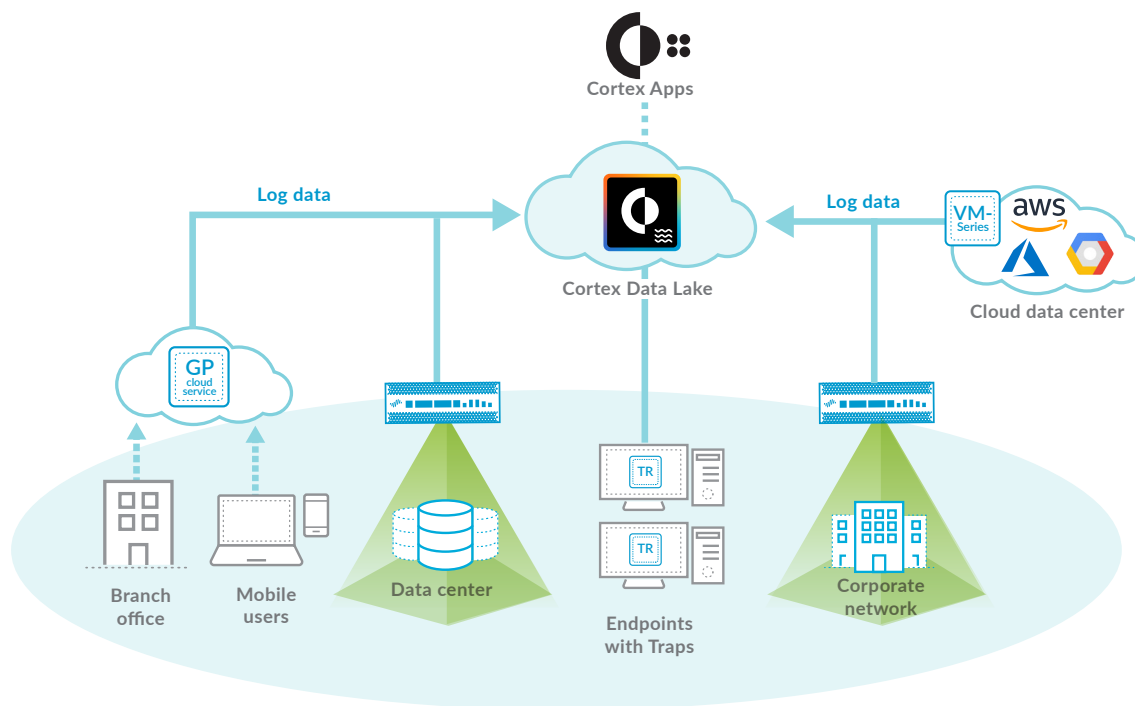 Cortex Apps
Log data
Log data
VM-
Series
aws
Cortex Data Lake
Cloud data center
GP
cloud
service
TR
TR
Branch
office
Mobile
users
Data center
Endpoints
with Traps
Corporate
network